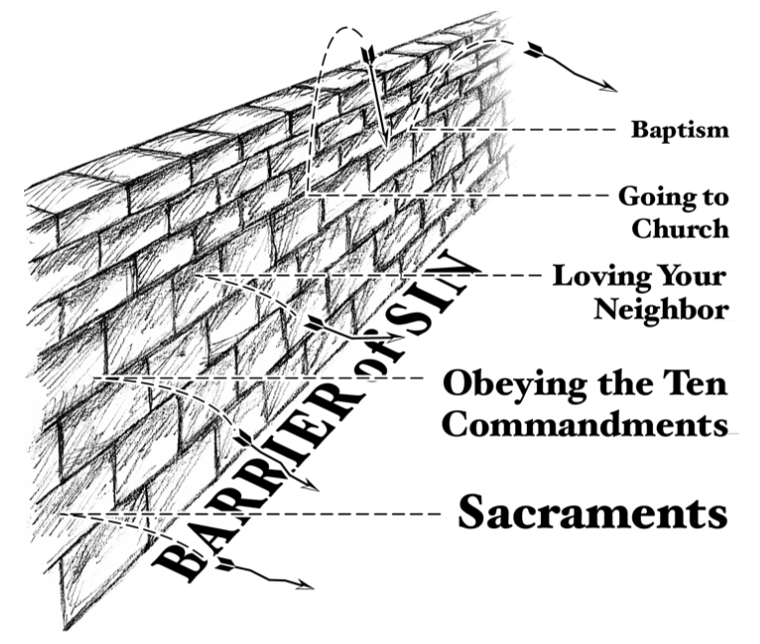 Baptism
Going to
Church
Loving Your
Neighbor
Obeying the Ten
Commandments
Sacraments
BARRIER of SIN